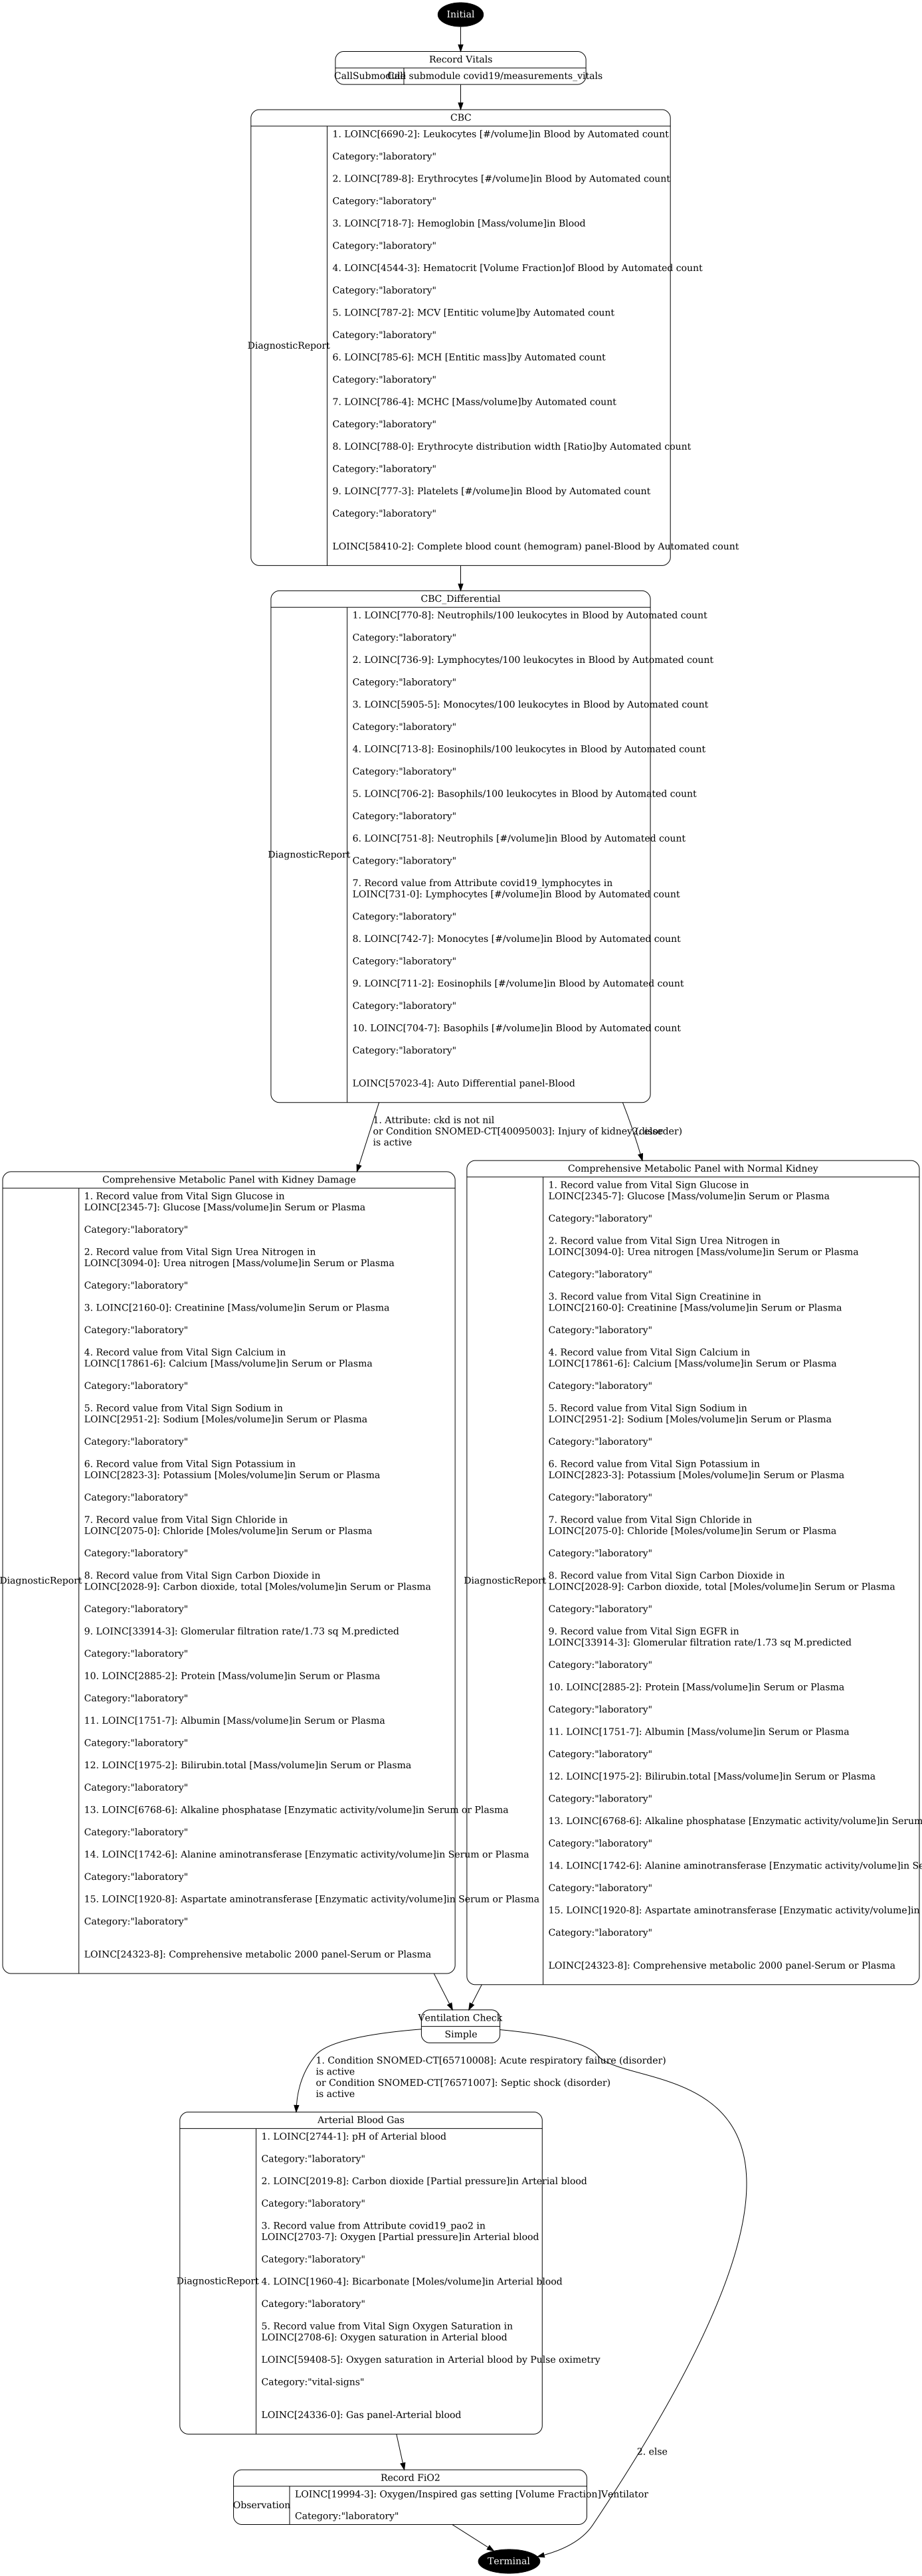 Initial
Record Vitals
CallSubmodule
Call submodule covid19/measurements_vitals
CBC
DiagnosticReport
1. LOINC[6690-2]: Leukocytes [#/volume]in Blood by Automated count
Category:"laboratory"
2. LOINC[789-8]: Erythrocytes [#/volume]in Blood by Automated count
Category:"laboratory"
3. LOINC[718-7]: Hemoglobin [Mass/volume]in Blood
Category:"laboratory"
4. LOINC[4544-3]: Hematocrit [Volume Fraction]of Blood by Automated count
Category:"laboratory"
5. LOINC[787-2]: MCV [Entitic volume]by Automated count
Category:"laboratory"
6. LOINC[785-6]: MCH [Entitic mass]by Automated count
Category:"laboratory"
7. LOINC[786-4]: MCHC [Mass/volume]by Automated count
Category:"laboratory"
8. LOINC[788-0]: Erythrocyte distribution width [Ratio]by Automated count
Category:"laboratory"
9. LOINC[777-3]: Platelets [#/volume]in Blood by Automated count
Category:"laboratory"
LOINC[58410-2]: Complete blood count (hemogram) panel-Blood by Automated count
CBC_Differential
DiagnosticReport
1. LOINC[770-8]: Neutrophils/100 leukocytes in Blood by Automated count
Category:"laboratory"
2. LOINC[736-9]: Lymphocytes/100 leukocytes in Blood by Automated count
Category:"laboratory"
3. LOINC[5905-5]: Monocytes/100 leukocytes in Blood by Automated count
Category:"laboratory"
4. LOINC[713-8]: Eosinophils/100 leukocytes in Blood by Automated count
Category:"laboratory"
5. LOINC[706-2]: Basophils/100 leukocytes in Blood by Automated count
Category:"laboratory"
6. LOINC[751-8]: Neutrophils [#/volume]in Blood by Automated count
Category:"laboratory"
7. Record value from Attribute covid19_lymphocytes in
LOINC[731-0]: Lymphocytes [#/volume]in Blood by Automated count
Category:"laboratory"
8. LOINC[742-7]: Monocytes [#/volume]in Blood by Automated count
Category:"laboratory"
9. LOINC[711-2]: Eosinophils [#/volume]in Blood by Automated count
Category:"laboratory"
10. LOINC[704-7]: Basophils [#/volume]in Blood by Automated count
Category:"laboratory"
LOINC[57023-4]: Auto Differential panel-Blood
1. Attribute: ckd is not nil
or Condition SNOMED-CT[40095003]: Injury of kidney (disorder)
is active
2. else
Comprehensive Metabolic Panel with Kidney Damage
DiagnosticReport
1. Record value from Vital Sign Glucose in
LOINC[2345-7]: Glucose [Mass/volume]in Serum or Plasma
Category:"laboratory"
2. Record value from Vital Sign Urea Nitrogen in
LOINC[3094-0]: Urea nitrogen [Mass/volume]in Serum or Plasma
Category:"laboratory"
3. LOINC[2160-0]: Creatinine [Mass/volume]in Serum or Plasma
Category:"laboratory"
4. Record value from Vital Sign Calcium in
LOINC[17861-6]: Calcium [Mass/volume]in Serum or Plasma
Category:"laboratory"
5. Record value from Vital Sign Sodium in
LOINC[2951-2]: Sodium [Moles/volume]in Serum or Plasma
Category:"laboratory"
6. Record value from Vital Sign Potassium in
LOINC[2823-3]: Potassium [Moles/volume]in Serum or Plasma
Category:"laboratory"
7. Record value from Vital Sign Chloride in
LOINC[2075-0]: Chloride [Moles/volume]in Serum or Plasma
Category:"laboratory"
8. Record value from Vital Sign Carbon Dioxide in
LOINC[2028-9]: Carbon dioxide, total [Moles/volume]in Serum or Plasma
Category:"laboratory"
9. LOINC[33914-3]: Glomerular filtration rate/1.73 sq M.predicted
Category:"laboratory"
10. LOINC[2885-2]: Protein [Mass/volume]in Serum or Plasma
Category:"laboratory"
11. LOINC[1751-7]: Albumin [Mass/volume]in Serum or Plasma
Category:"laboratory"
12. LOINC[1975-2]: Bilirubin.total [Mass/volume]in Serum or Plasma
Category:"laboratory"
13. LOINC[6768-6]: Alkaline phosphatase [Enzymatic activity/volume]in Serum or Plasma
Category:"laboratory"
14. LOINC[1742-6]: Alanine aminotransferase [Enzymatic activity/volume]in Serum or Plasma
Category:"laboratory"
15. LOINC[1920-8]: Aspartate aminotransferase [Enzymatic activity/volume]in Serum or Plasma
Category:"laboratory"
LOINC[24323-8]: Comprehensive metabolic 2000 panel-Serum or Plasma
Comprehensive Metabolic Panel with Normal Kidney
DiagnosticReport
1. Record value from Vital Sign Glucose in
LOINC[2345-7]: Glucose [Mass/volume]in Serum or Plasma
Category:"laboratory"
2. Record value from Vital Sign Urea Nitrogen in
LOINC[3094-0]: Urea nitrogen [Mass/volume]in Serum or Plasma
Category:"laboratory"
3. Record value from Vital Sign Creatinine in
LOINC[2160-0]: Creatinine [Mass/volume]in Serum or Plasma
Category:"laboratory"
4. Record value from Vital Sign Calcium in
LOINC[17861-6]: Calcium [Mass/volume]in Serum or Plasma
Category:"laboratory"
5. Record value from Vital Sign Sodium in
LOINC[2951-2]: Sodium [Moles/volume]in Serum or Plasma
Category:"laboratory"
6. Record value from Vital Sign Potassium in
LOINC[2823-3]: Potassium [Moles/volume]in Serum or Plasma
Category:"laboratory"
7. Record value from Vital Sign Chloride in
LOINC[2075-0]: Chloride [Moles/volume]in Serum or Plasma
Category:"laboratory"
8. Record value from Vital Sign Carbon Dioxide in
LOINC[2028-9]: Carbon dioxide, total [Moles/volume]in Serum or Plasma
Category:"laboratory"
9. Record value from Vital Sign EGFR in
LOINC[33914-3]: Glomerular filtration rate/1.73 sq M.predicted
Category:"laboratory"
10. LOINC[2885-2]: Protein [Mass/volume]in Serum or Plasma
Category:"laboratory"
11. LOINC[1751-7]: Albumin [Mass/volume]in Serum or Plasma
Category:"laboratory"
12. LOINC[1975-2]: Bilirubin.total [Mass/volume]in Serum or Plasma
Category:"laboratory"
13. LOINC[6768-6]: Alkaline phosphatase [Enzymatic activity/volume]in Serum
Category:"laboratory"
14. LOINC[1742-6]: Alanine aminotransferase [Enzymatic activity/volume]in
Category:"laboratory"
15. LOINC[1920-8]: Aspartate aminotransferase [Enzymatic activity/volume]in
Category:"laboratory"
LOINC[24323-8]: Comprehensive metabolic 2000 panel-Serum or Plasma
Ventilation Check
Simple
1. Condition SNOMED-CT[65710008]: Acute respiratory failure (disorder)
is active
or Condition SNOMED-CT[76571007]: Septic shock (disorder)
is active
Arterial Blood Gas
DiagnosticReport
1. LOINC[2744-1]: pH of Arterial blood
Category:"laboratory"
2. LOINC[2019-8]: Carbon dioxide [Partial pressure]in Arterial blood
Category:"laboratory"
3. Record value from Attribute covid19_pao2 in
LOINC[2703-7]: Oxygen [Partial pressure]in Arterial blood
Category:"laboratory"
4. LOINC[1960-4]: Bicarbonate [Moles/volume]in Arterial blood
Category:"laboratory"
5. Record value from Vital Sign Oxygen Saturation in
LOINC[2708-6]: Oxygen saturation in Arterial blood
LOINC[59408-5]: Oxygen saturation in Arterial blood by Pulse oximetry
Category:"vital-signs"
LOINC[24336-0]: Gas panel-Arterial blood
2. else
Record FiO2
Observation
LOINC[19994-3]: Oxygen/Inspired gas setting [Volume Fraction]Ventilator
Category:"laboratory"
Terminal